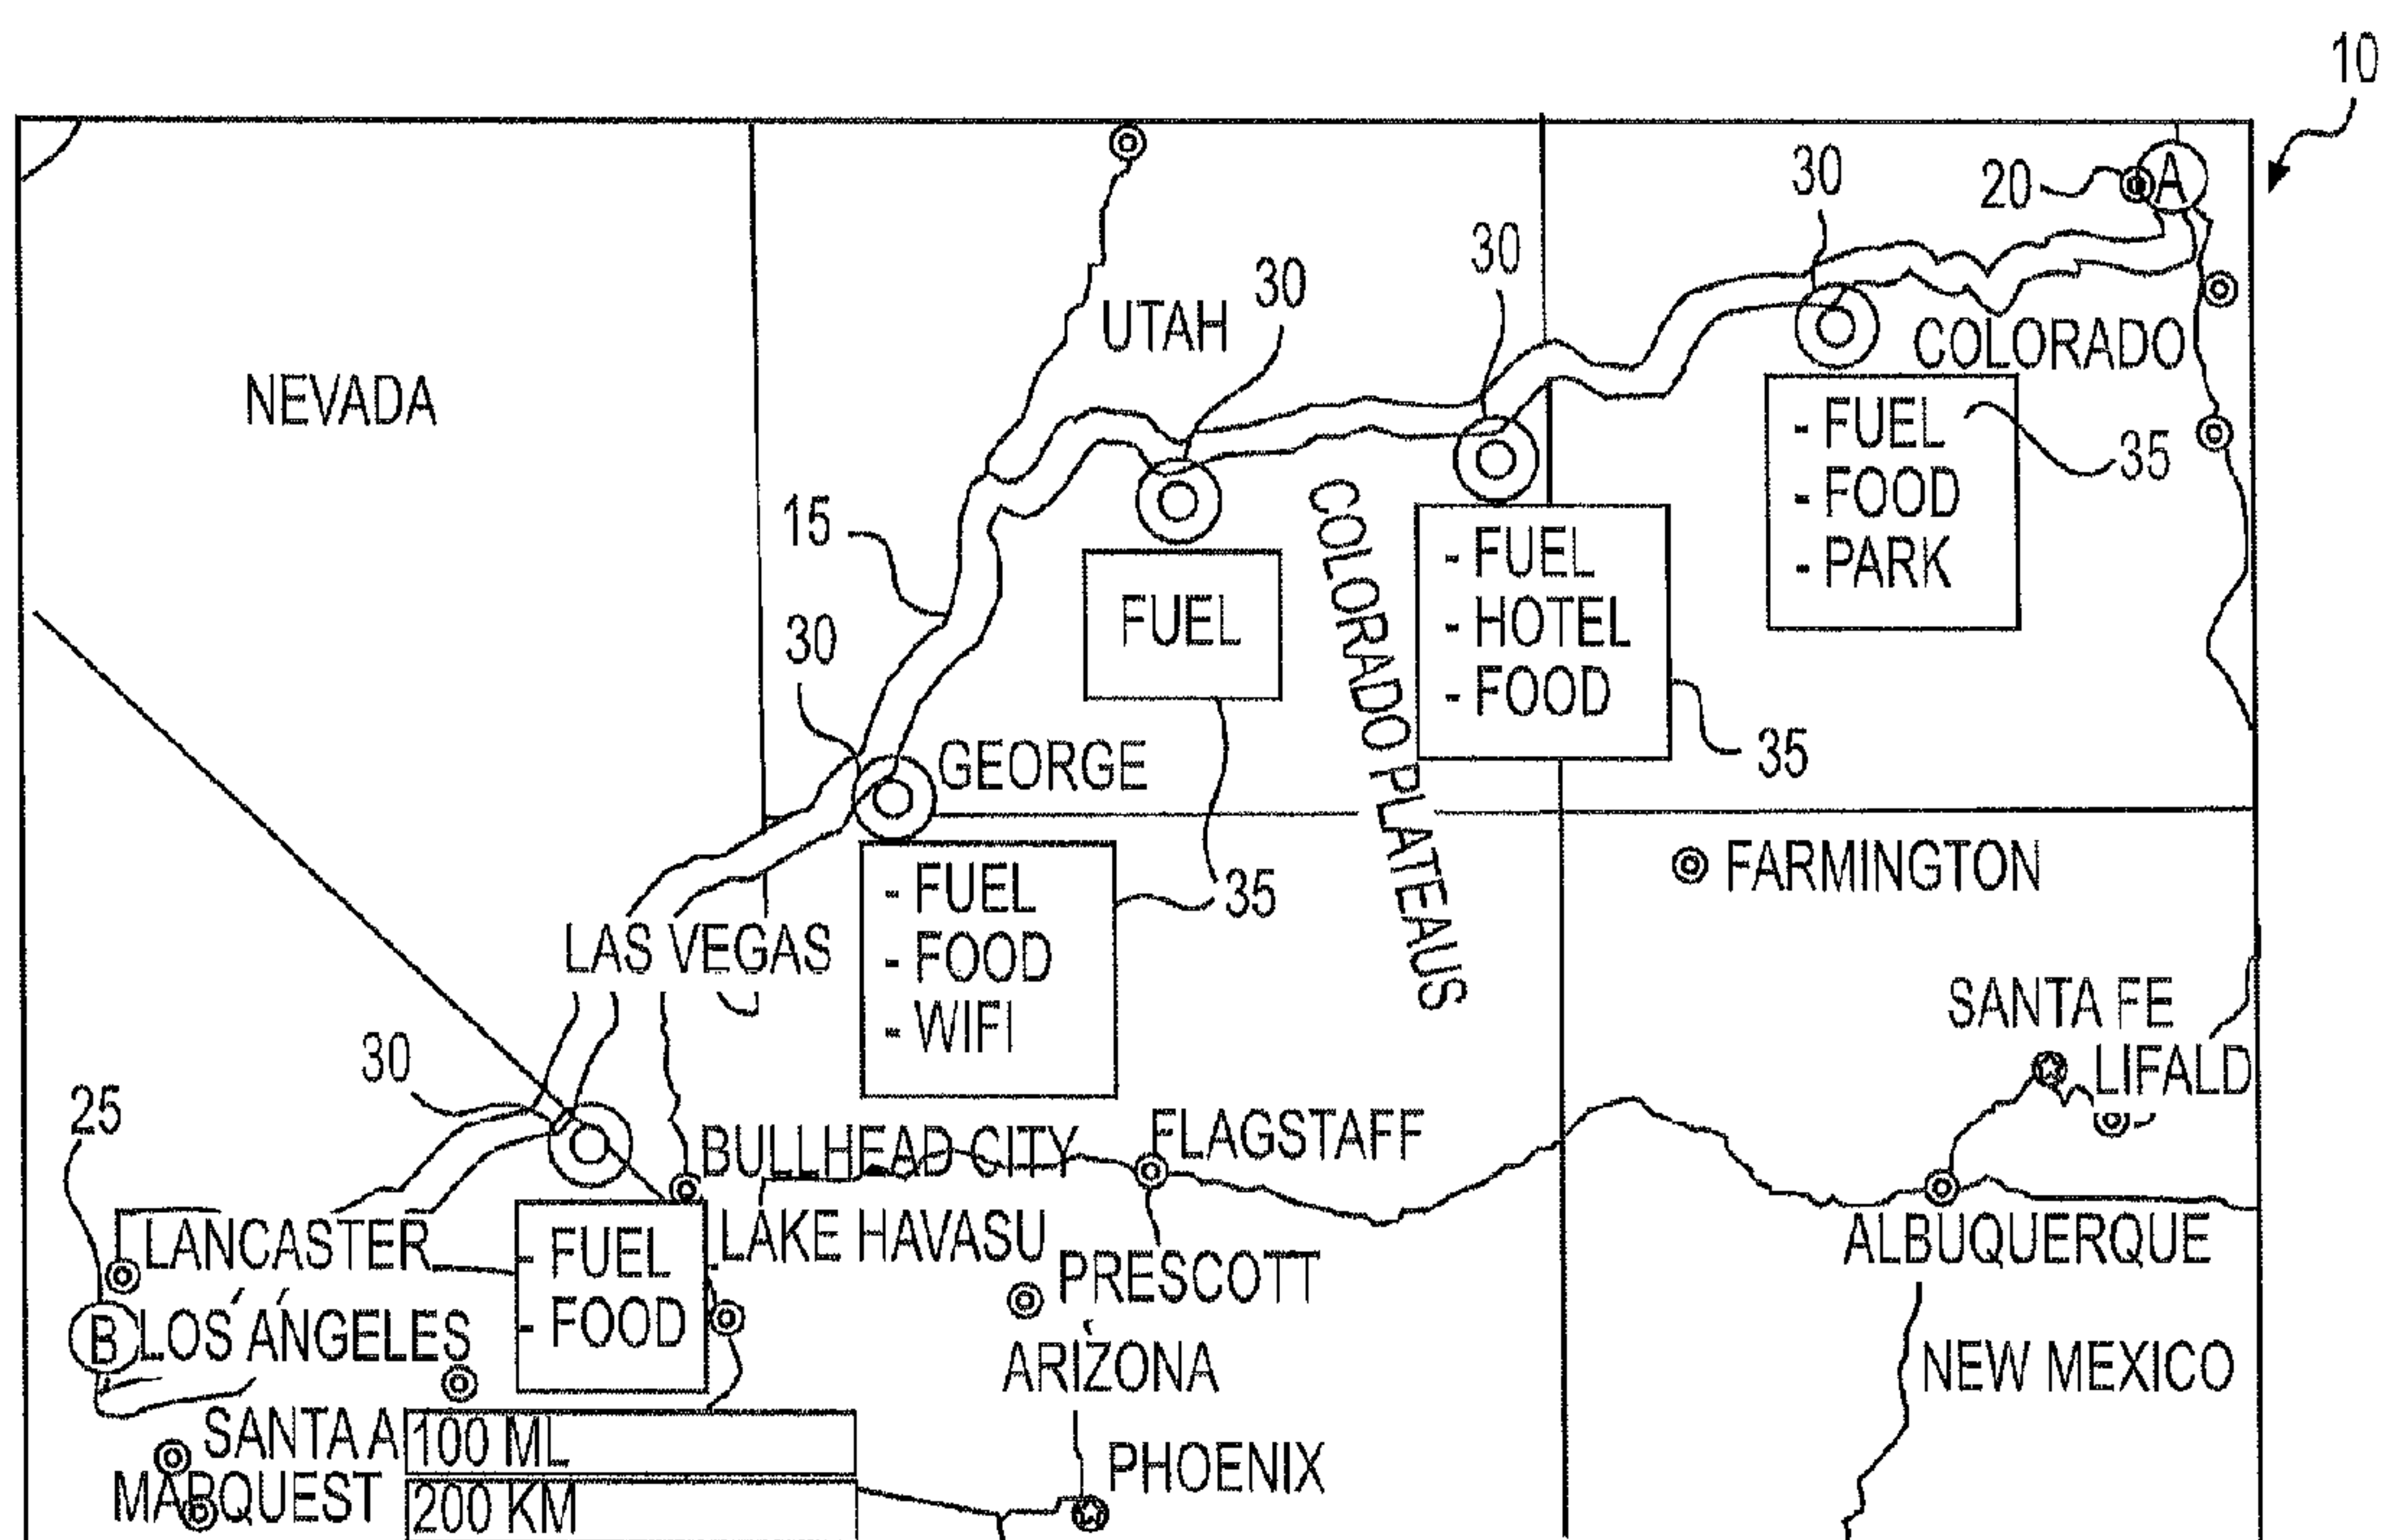 10
30
20
A
30
30
UTAH
COLORADO
NEVADA
- FUEL
- FOOD
- PARK
35
15
COLORADO PLATEAUS
- FUEL
- HOTEL
- FOOD
35
FUEL
30
GEORGE
- FUEL
- FOOD
- WIFI
35
FARMINGTON
LAS VEGAS
SANTA FE
LIFALD
30
25
BULLHEAD CITY
FLAGSTAFF
LANCASTER
- FUEL
- FOOD
LAKE HAVASU
PRESCOTT
ALBUQUERQUE
B
LOS ANGELES
ARIZONA
NEW MEXICO
SANTA A
100 ML
PHOENIX
MARQUEST
200 KM